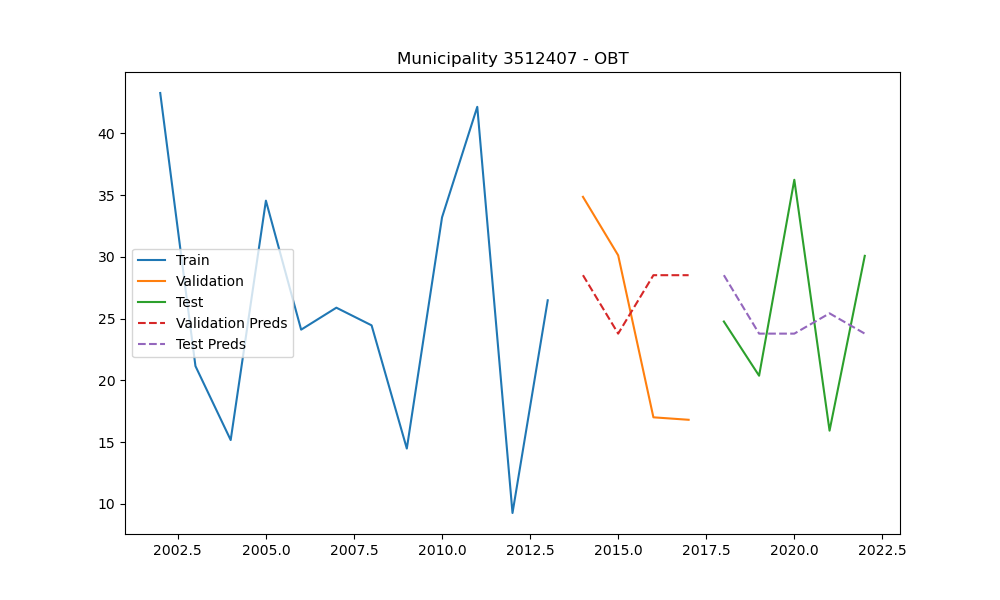 Municipality 3512407 - OBT
40
35
30
25
20
15
10
Train
Validation
Test
Validation Preds
Test Preds
2002.5 2005.0 2007.5 2010.0 2012.5 2015.0 2017.5 2020.0 2022.5